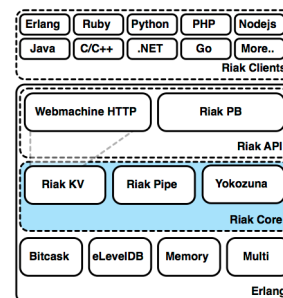 Erlang Ruby Python PHP Nodejs
Java C/C++ .NET Go More..
Riak Clients
Webmachine HTTP Riak PB
Riak API
Riak KV Riak Pipe Yokozuna
Riak Core
Bitcask eLevelDB Memory Multi
Erlang